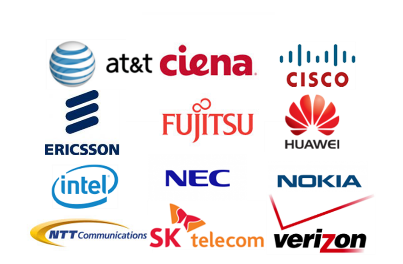 at&t
ciena
CISCO
ERICSSON
FUJITSU
HUAWEI
intel
NEC
NOKIA
NTT Communications
SK telecom
verizon